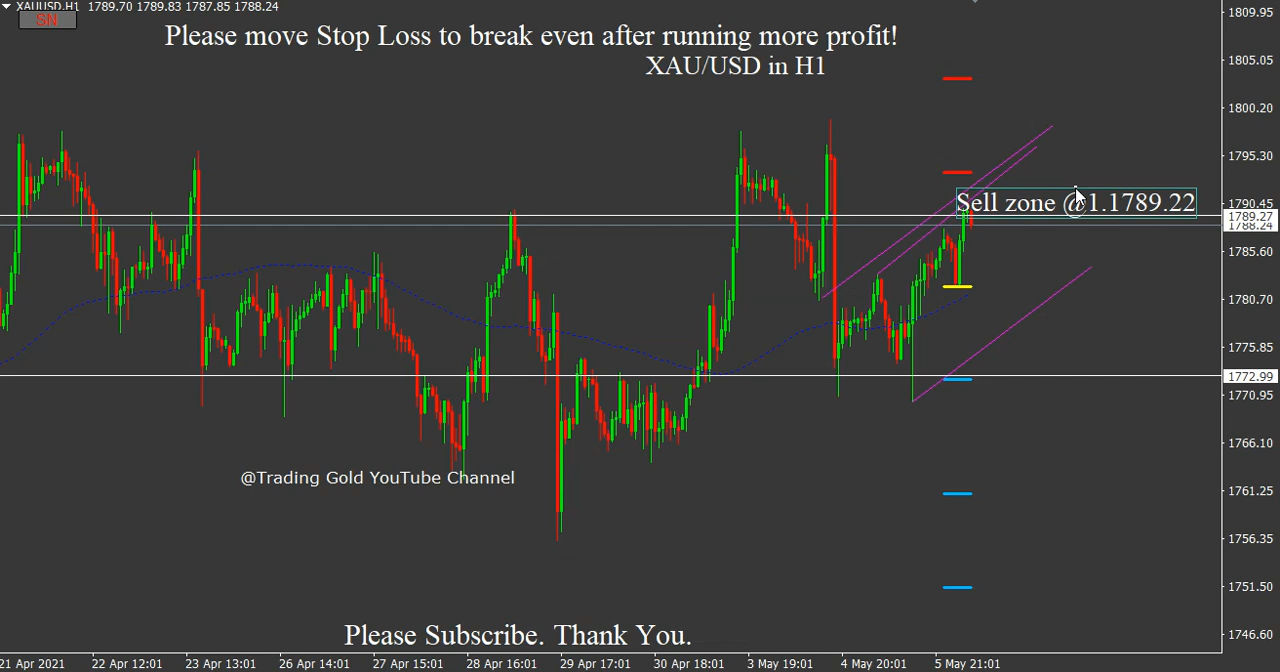 XAUUSD.H1 1789.70 1789.83 1787.85 1788.24
SN
Please move Stop Loss to break even after running more profit!
XAU/USD in H1
Sell zone @1.1789.22
@Trading Gold YouTube Channel
Please Subscribe. Thank You.
1809.95
1805.05
1800.20
1795.30
1790.45
1789.27
1788.24
1785.60
1780.70
1775.85
1772.99
1770.95
1766.10
1761.25
1756.35
1751.50
1746.60
21 Apr 2021 22 Apr 12:01 23 Apr 13:01 26 Apr 14:01 27 Apr 15:01 28 Apr 16:01 29 Apr 17:01 30 Apr 18:01 3 May 19:01 4 May 20:01 5 May 21:01